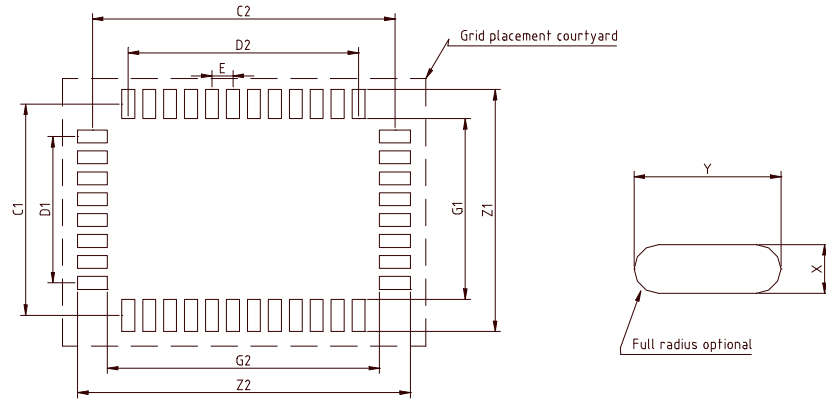 C2
D2
Grid placement courtyard
E
C1
D1
G1
Z1
Y
X
G2
Full radius optional
Z2